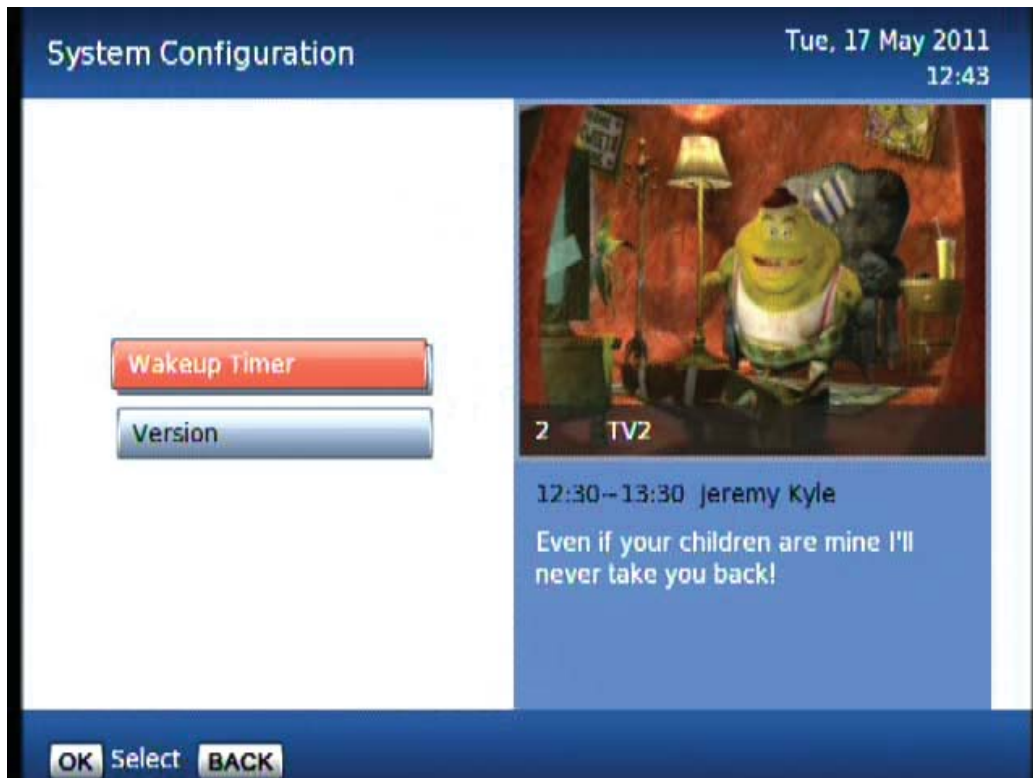 System Configuration
Tue, 17 May 2011
12:43
Wakeup Timer
Version
2 TV2
12:30~13:30 Jeremy Kyle
Even if your children are mine I'll
never take you back!
OK Select BACK